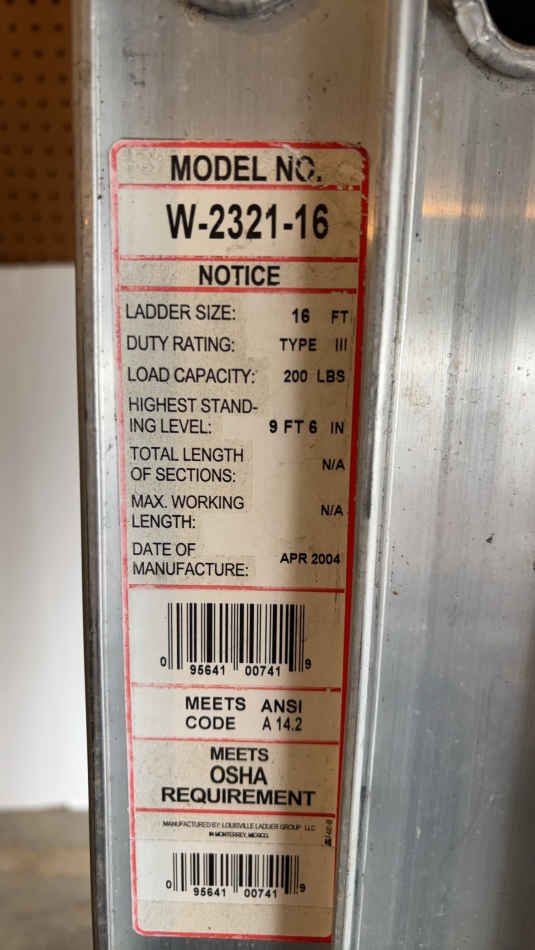 MODEL NO.
W-2321-16
NOTICE
LADDER SIZE: 16 FT
DUTY RATING: TYPE III
LOAD CAPACITY: 200 LBS
HIGHEST STAND-
ING LEVEL: 9 FT 6 IN
TOTAL LENGTH
OF SECTIONS: N/A
MAX. WORKING
LENGTH: N/A
DATE OF
MANUFACTURE: APR 2004
0 95641 00741 9
MEETS ANSI
CODE A 14.2
MEETS
OSHA
REQUIREMENT
MANUFACTURED BY: LOUISVILLE LADDER GROUP LLC
IN MONTERREY, MEXICO.
0 95641 00741 9